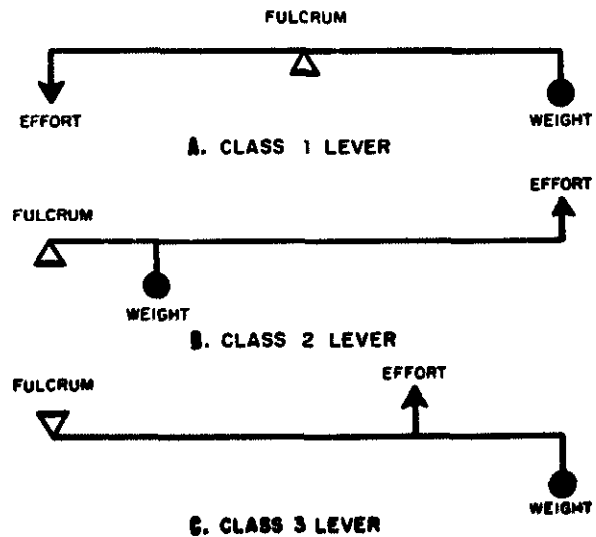 FULCRUM
EFFORT
WEIGHT
A. CLASS 1 LEVER
EFFORT
FULCRUM
WEIGHT
B. CLASS 2 LEVER
EFFORT
FULCRUM
WEIGHT
C. CLASS 3 LEVER